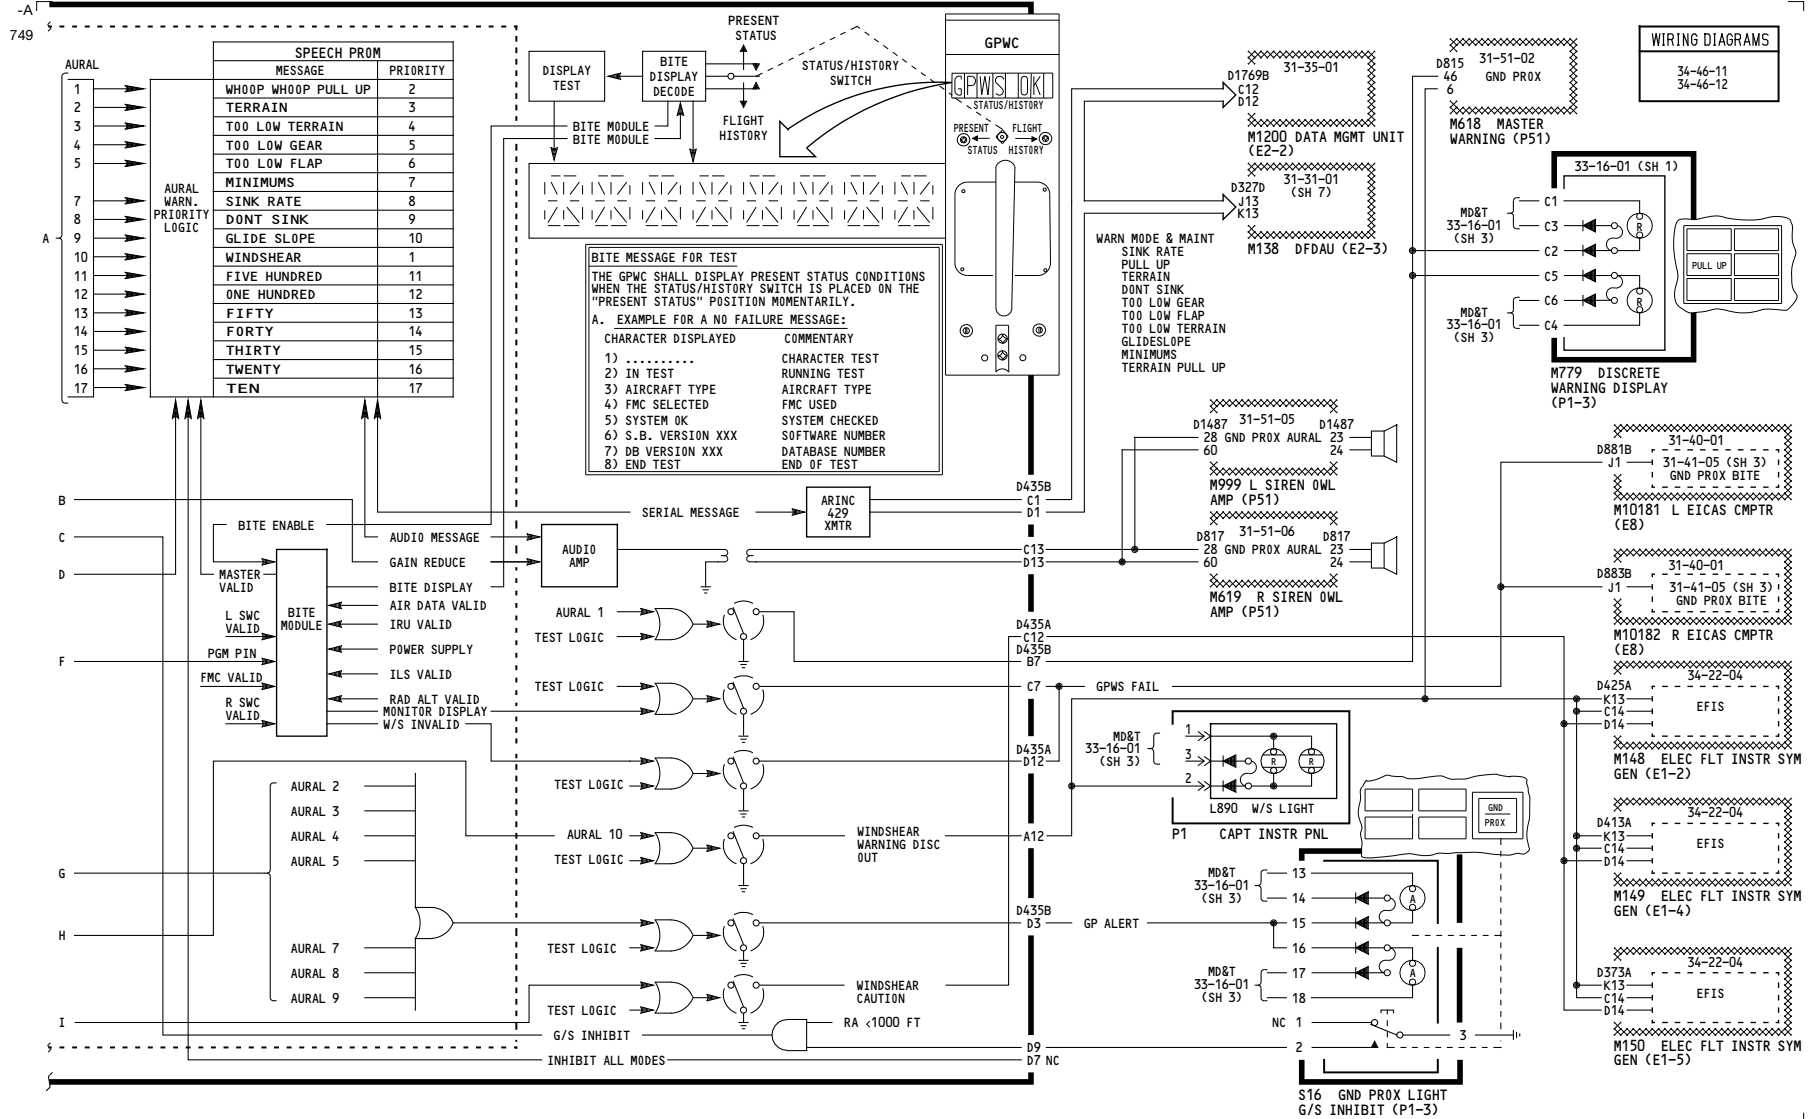 -A
749
AURAL
1
2
3
4
5
7
8
9
10
11
12
13
14
15
16
17
A
AURAL
WARN.
PRIORITY
LOGIC
SPEECH PROM
MESSAGE PRIORITY
WHOOP WHOOP PULL UP 2
TERRAIN 3
TOO LOW TERRAIN 4
TOO LOW GEAR 5
TOO LOW FLAP 6
MINIMUMS 7
SINK RATE 8
DONT SINK 9
GLIDE SLOPE 10
WINDSHEAR 1
FIVE HUNDRED 11
ONE HUNDRED 12
FIFTY 13
FORTY 14
THIRTY 15
TWENTY 16
TEN 17
DISPLAY
TEST
BITE
DISPLAY
DECODE
PRESENT
STATUS
FLIGHT
HISTORY
STATUS/HISTORY
SWITCH
BITE MODULE
BITE MODULE
GPWC
GPWS OK
STATUS/HISTORY
PRESENT FLIGHT
STATUS HISTORY
BITE MESSAGE FOR TEST
THE GPWC SHALL DISPLAY PRESENT STATUS CONDITIONS
WHEN THE STATUS/HISTORY SWITCH IS PLACED ON THE
"PRESENT STATUS" POSITION MOMENTARILY.
A. EXAMPLE FOR A NO FAILURE MESSAGE:
CHARACTER DISPLAYED COMMENTARY
1) .......... CHARACTER TEST
2) IN TEST RUNNING TEST
3) AIRCRAFT TYPE AIRCRAFT TYPE
4) FMC SELECTED FMC USED
5) SYSTEM OK SYSTEM CHECKED
6) S.B. VERSION XXX SOFTWARE NUMBER
7) DB VERSION XXX DATABASE NUMBER
8) END TEST END OF TEST
D1769B
C12
D12
31-35-01
M1200 DATA MGMT UNIT
(E2-2)
D327D
J13
K13
31-31-01
(SH 7)
M138 DFDAU (E2-3)
WARN MODE & MAINT
SINK RATE
PULL UP
TERRAIN
DONT SINK
TOO LOW GEAR
TOO LOW FLAP
TOO LOW TERRAIN
GLIDESLOPE
MINIMUMS
TERRAIN PULL UP
D815
46
6
31-51-02
GND PROX
M618 MASTER
WARNING (P51)
WIRING DIAGRAMS
34-46-11
34-46-12
33-16-01 (SH 1)
MD&T
33-16-01
(SH 3)
C1
C3
C2
C5
C6
C4
R
R
MD&T
33-16-01
(SH 3)
PULL UP
M779 DISCRETE
WARNING DISPLAY
(P1-3)
D1487 31-51-05 D1487
28 GND PROX AURAL 23
60 24
M999 L SIREN OWL
AMP (P51)
D817 31-51-06 D817
28 GND PROX AURAL 23
60 24
M619 R SIREN OWL
AMP (P51)
D881B
J1
31-40-01
31-41-05 (SH 3)
GND PROX BITE
M10181 L EICAS CMPTR
(E8)
D883B
J1
31-40-01
31-41-05 (SH 3)
GND PROX BITE
M10182 R EICAS CMPTR
(E8)
D425A
K13
C14
D14
34-22-04
EFIS
M148 ELEC FLT INSTR SYM
GEN (E1-2)
D413A
K13
C14
D14
34-22-04
EFIS
M149 ELEC FLT INSTR SYM
GEN (E1-4)
D373A
K13
C14
D14
34-22-04
EFIS
M150 ELEC FLT INSTR SYM
GEN (E1-5)
B
C
D
F
G
H
I
BITE ENABLE
MASTER
VALID
L SWC
VALID
PGM PIN
FMC VALID
R SWC
VALID
BITE
MODULE
SERIAL MESSAGE
ARINC
429
XMTR
AUDIO MESSAGE
GAIN REDUCE
BITE DISPLAY
AIR DATA VALID
IRU VALID
POWER SUPPLY
ILS VALID
RAD ALT VALID
MONITOR DISPLAY
W/S INVALID
AUDIO
AMP
AURAL 1
TEST LOGIC
TEST LOGIC
TEST LOGIC
AURAL 10
TEST LOGIC
TEST LOGIC
TEST LOGIC
AURAL 2
AURAL 3
AURAL 4
AURAL 5
AURAL 7
AURAL 8
AURAL 9
WINDSHEAR
WARNING DISC
OUT
WINDSHEAR
CAUTION
G/S INHIBIT
RA <1000 FT
INHIBIT ALL MODES
D435B
C1
D1
C13
D13
D435A
C12
D435B
B7
C7
GPWS FAIL
D435A
D12
A12
D435B
D3
GP ALERT
D9
D7 NC
MD&T
33-16-01
(SH 3)
1
3
2
R
R
L890 W/S LIGHT
P1 CAPT INSTR PNL
GND
PROX
MD&T
33-16-01
(SH 3)
13
14
15
16
17
18
A
A
MD&T
33-16-01
(SH 3)
NC 1
2
3
S16 GND PROX LIGHT
G/S INHIBIT (P1-3)